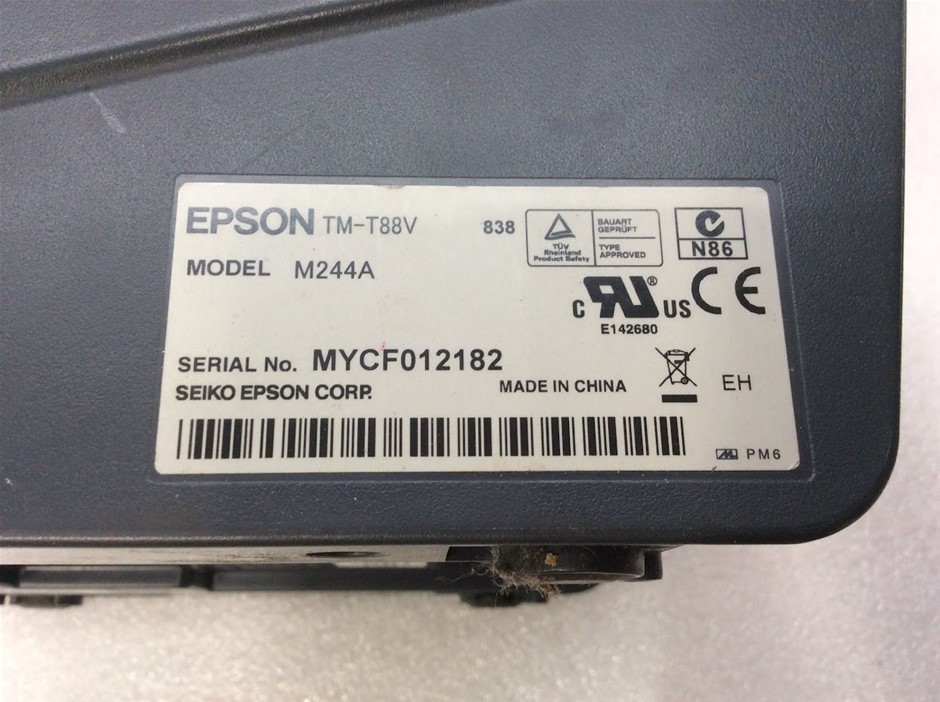 EPSON TM-T88V 838
TÜV
Rheinland
Product Safety
BAUART
GEPRÜFT
TYPE
APPROVED
N86
MODEL M244A
C RU® US CE
E142680
SERIAL No. MYCF012182
SEIKO EPSON CORP. MADE IN CHINA EH
PM6